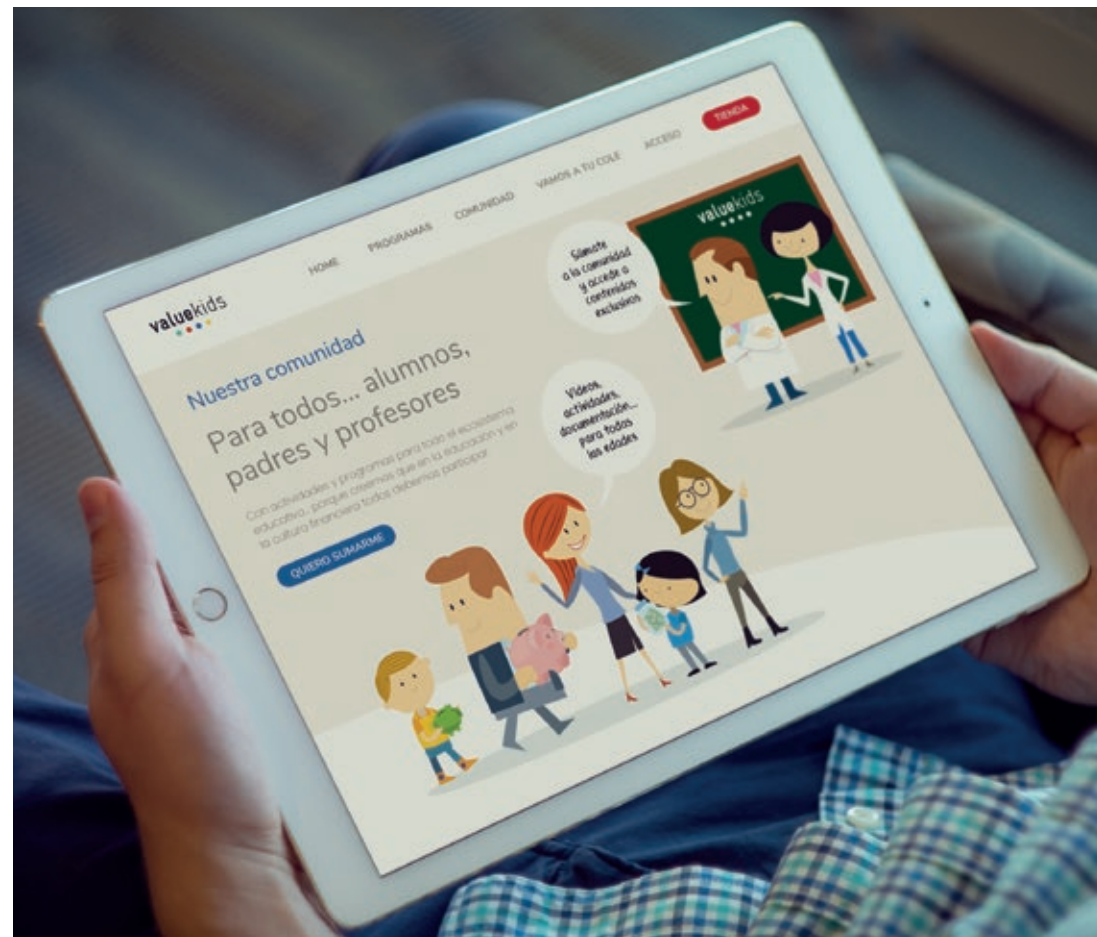 valuekids
HOME PROGRAMAS COMUNIDAD VAMOS A TU COLE ACCESO TIENDA
Nuestra comunidad
Para todos... alumnos,
padres y profesores
Con actividades y programas para todo el ecosistema
educativo, porque creemos que en la educación y en
la cultura financiera todos debemos participar.
QUIERO SUMARME
Súmate
a la comunidad
y accede a
contenidos
exclusivos
valuekids
Vídeos,
actividades,
documentación...
para todas
las edades